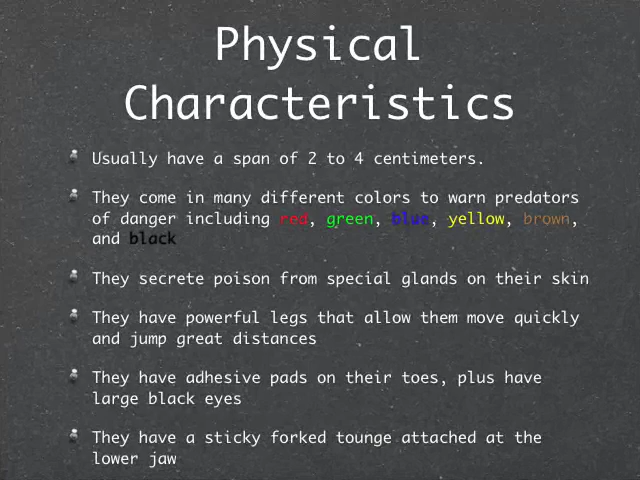 Physical
Characteristics
Usually have a span of 2 to 4 centimeters.
They come in many different colors to warn predators
of danger including red, green, blue, yellow, brown,
and black
They secrete poison from special glands on their skin
They have powerful legs that allow them move quickly
and jump great distances
They have adhesive pads on their toes, plus have
large black eyes
They have a sticky forked tounge attached at the
lower jaw